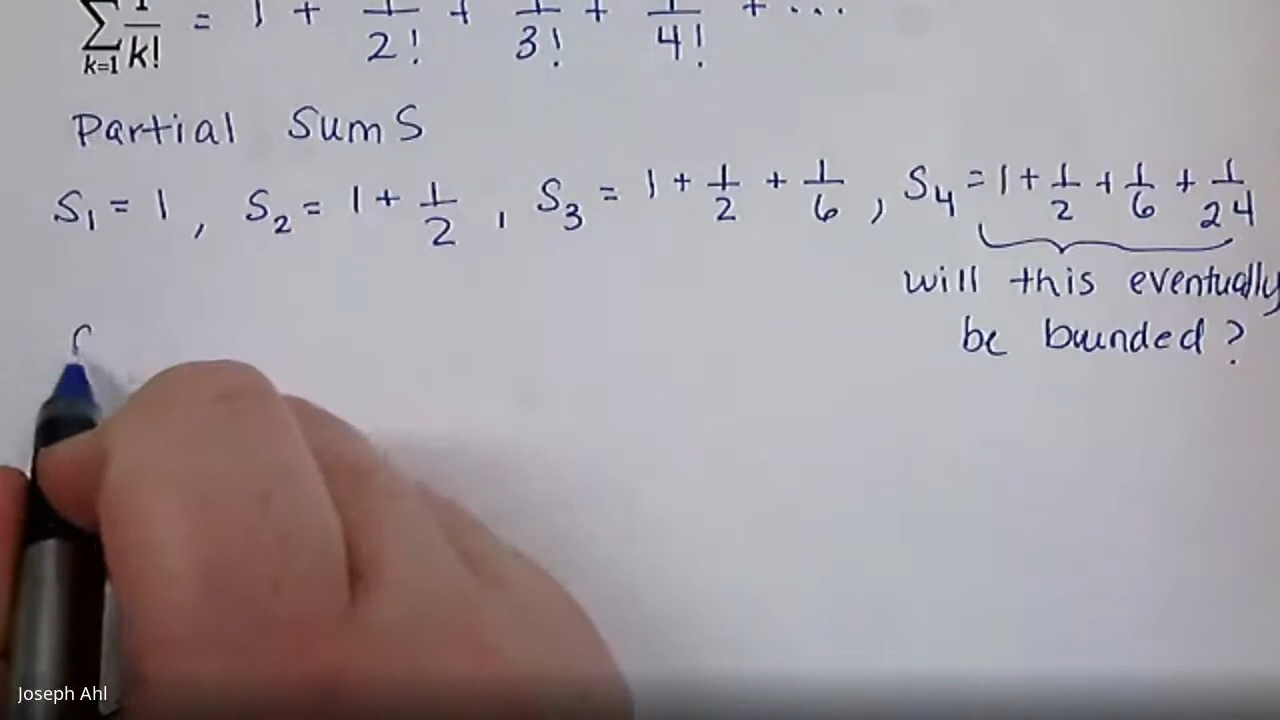 ∑ k=1 1/k! = 1 + 1/2! + 1/3! + 1/4! + ...
Partial Sums
S₁ = 1 , S₂ = 1 + 1/2 , S₃ = 1 + 1/2 + 1/6 , S₄ = 1 + 1/2 + 1/6 + 1/24
will this eventually
be bounded?
Joseph Ahl